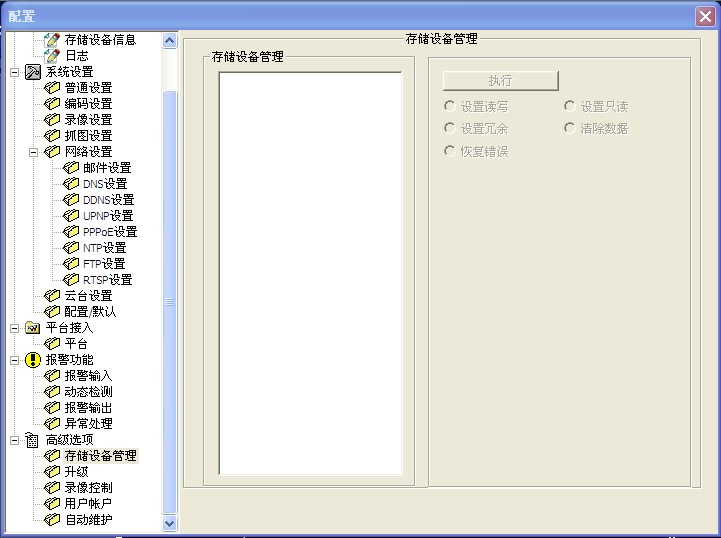 配置
存储设备信息
日志
系统设置
普通设置
编码设置
录像设置
抓图设置
网络设置
邮件设置
DNS设置
DDNS设置
UPNP设置
PPPoE设置
NTP设置
FTP设置
RTSP设置
云台设置
配置/默认
平台接入
平台
报警功能
报警输入
动态检测
报警输出
异常处理
高级选项
存储设备管理
升级
录像控制
用户帐户
自动维护
存储设备管理
存储设备管理
执行
设置读写 设置只读
设置冗余 清除数据
恢复错误